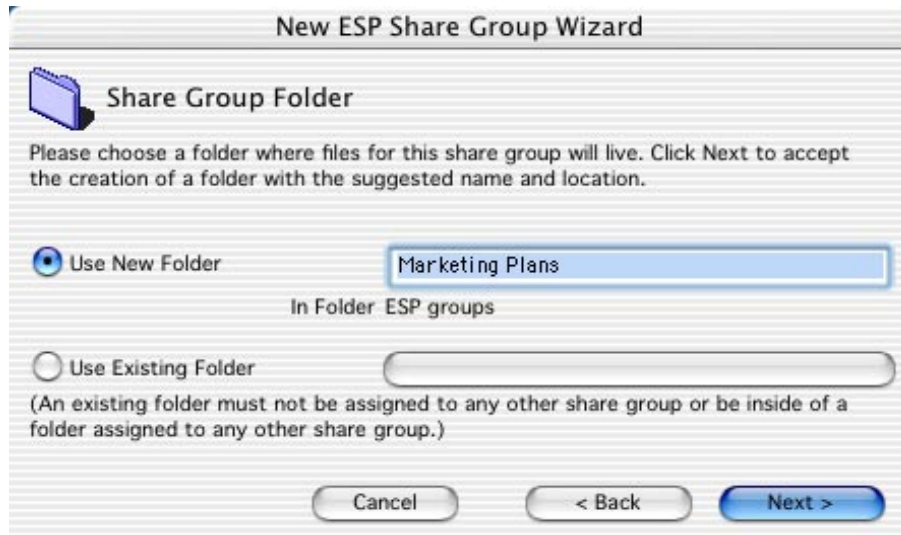 New ESP Share Group Wizard
Share Group Folder
Please choose a folder where files for this share group will live. Click Next to accept
the creation of a folder with the suggested name and location.
Use New Folder
Marketing Plans
In Folder ESP groups
Use Existing Folder
(An existing folder must not be assigned to any other share group or be inside of a
folder assigned to any other share group.)
Cancel
< Back
Next >